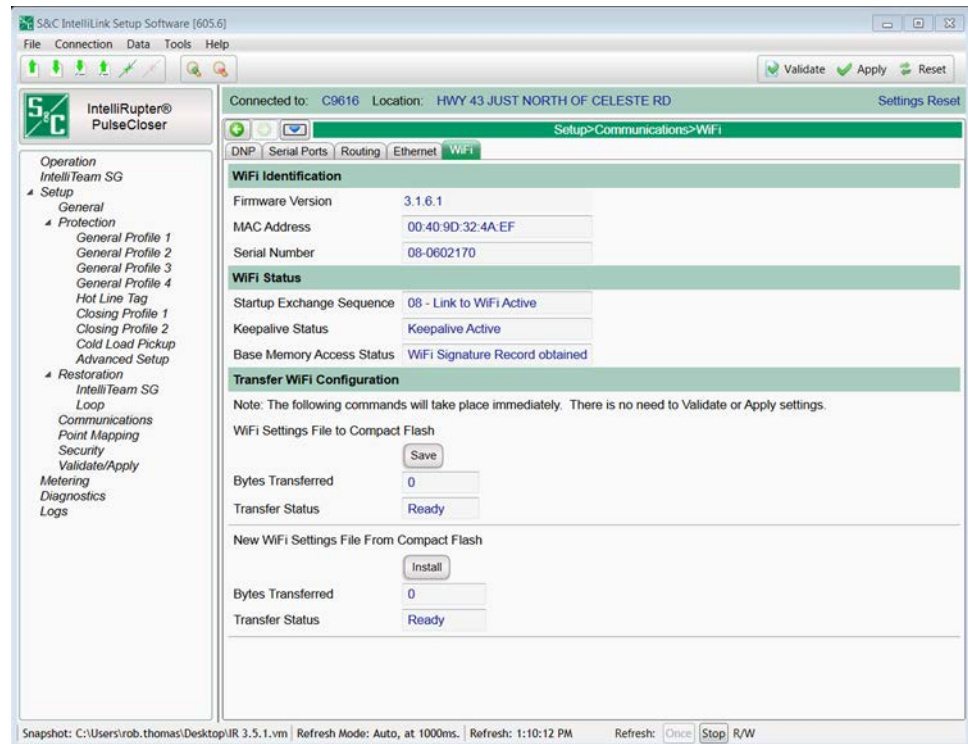 S&C IntelliLink Setup Software [605.6]
File Connection Data Tools Help
Validate Apply Reset
S&C
IntelliRupter®
PulseCloser
Connected to: C9616 Location: HWY 43 JUST NORTH OF CELESTE RD Settings Reset
Setup>Communications>WiFi
DNP Serial Ports Routing Ethernet WiFi
Operation
IntelliTeam SG
Setup
General
Protection
General Profile 1
General Profile 2
General Profile 3
General Profile 4
Hot Line Tag
Closing Profile 1
Closing Profile 2
Cold Load Pickup
Advanced Setup
Restoration
IntelliTeam SG
Loop
Communications
Point Mapping
Security
Validate/Apply
Metering
Diagnostics
Logs
WiFi Identification
Firmware Version 3.1.6.1
MAC Address 00:40:9D:32:4A:EF
Serial Number 08-0602170
WiFi Status
Startup Exchange Sequence 08 - Link to WiFi Active
Keepalive Status Keepalive Active
Base Memory Access Status WiFi Signature Record obtained
Transfer WiFi Configuration
Note: The following commands will take place immediately. There is no need to Validate or Apply settings.
WiFi Settings File to Compact Flash
Save
Bytes Transferred 0
Transfer Status Ready
New WiFi Settings File From Compact Flash
Install
Bytes Transferred 0
Transfer Status Ready
Snapshot: C:\Users\rob.thomas\Desktop\IR 3.5.1.vm Refresh Mode: Auto, at 1000ms. Refresh: 1:10:12 PM Refresh: Once Stop R/W